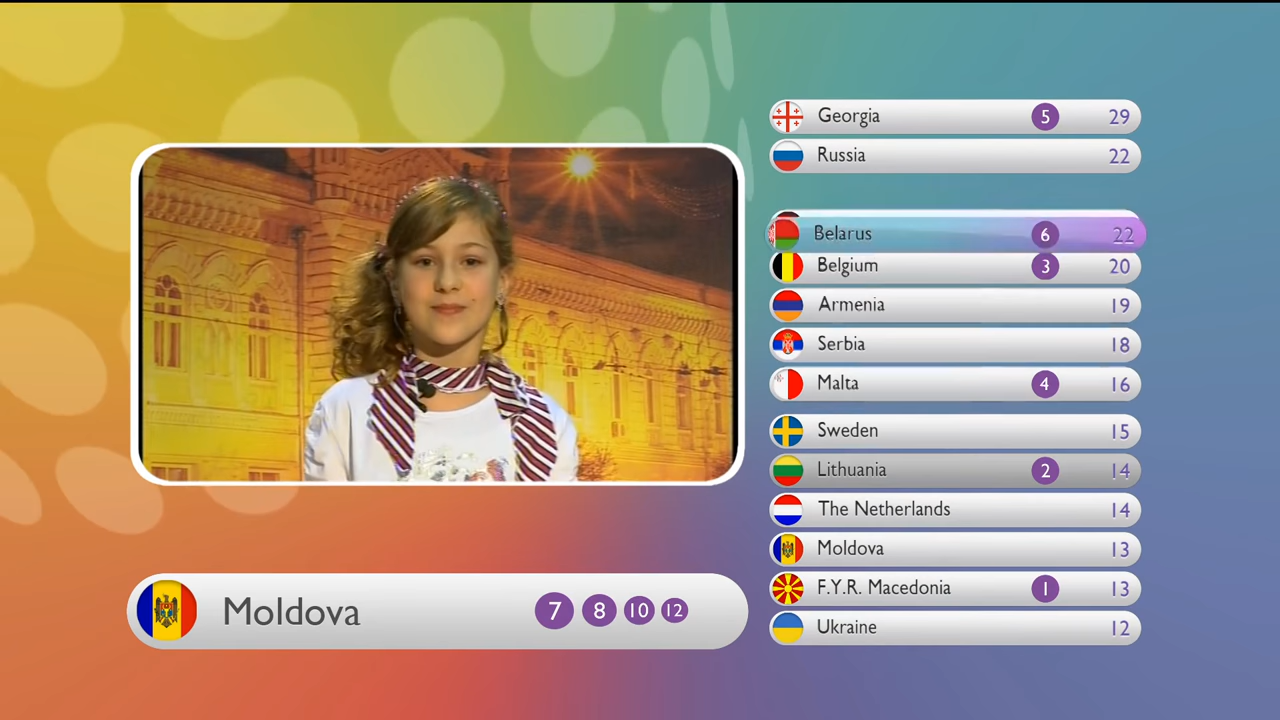 Georgia 5 29
Russia 22
Belarus 6 22
Belgium 3 20
Armenia 19
Serbia 18
Malta 4 16
Sweden 15
Lithuania 2 14
The Netherlands 14
Moldova 13
F.Y.R. Macedonia 1 13
Ukraine 12
Moldova 7 8 10 12